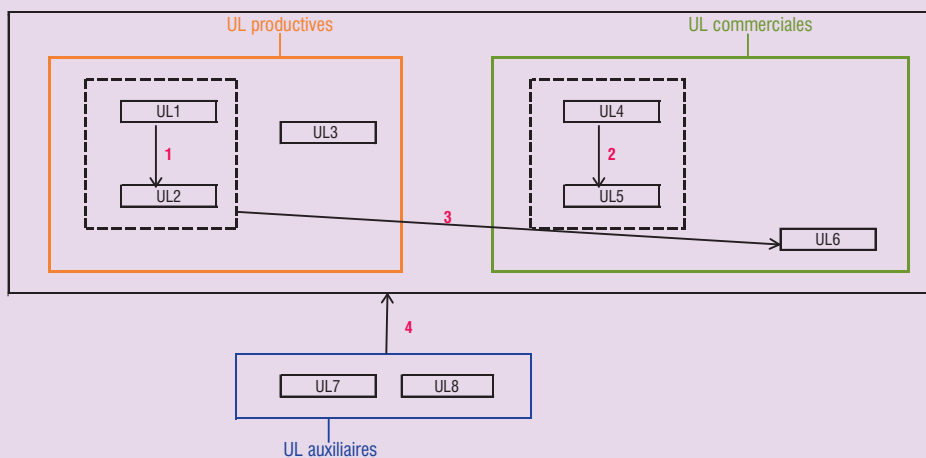 UL productives
UL commerciales
UL1
UL3
1
UL2
UL4
2
UL5
3
UL6
4
UL7
UL8
UL auxiliaires